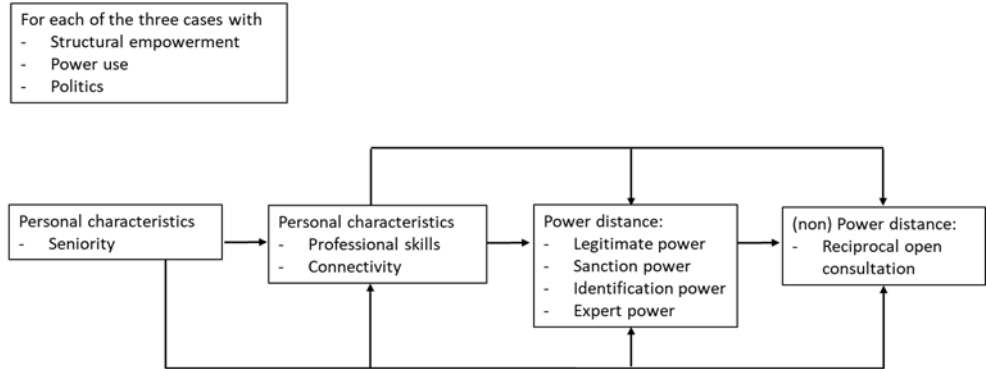 For each of the three cases with
- Structural empowerment
- Power use
- Politics
Personal characteristics
- Seniority
Personal characteristics
- Professional skills
- Connectivity
Power distance:
- Legitimate power
- Sanction power
- Identification power
- Expert power
(non) Power distance:
- Reciprocal open
consultation